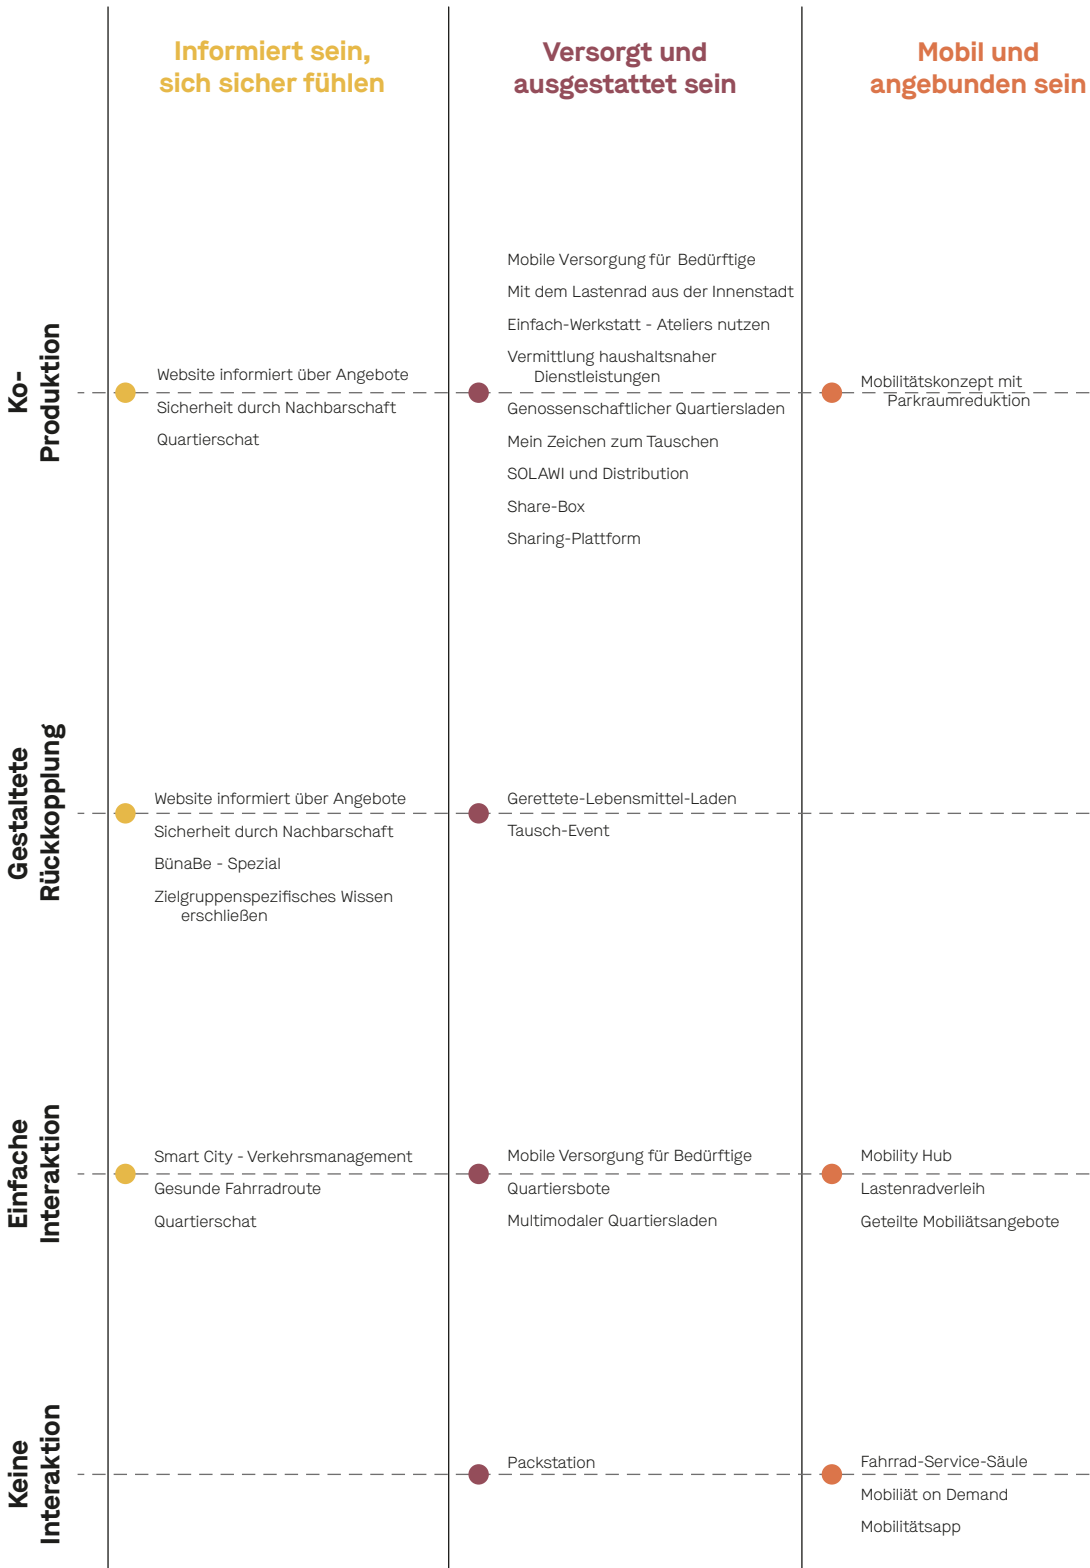 Informiert sein,
sich sicher fühlen
Versorgt und
ausgestattet sein
Mobil und
angebunden sein
Ko-
Produktion
Website informiert über Angebote
Sicherheit durch Nachbarschaft
Quartierschat
Mobile Versorgung für Bedürftige
Mit dem Lastenrad aus der Innenstadt
Einfach-Werkstatt - Ateliers nutzen
Vermittlung haushaltsnaher
Dienstleistungen
Genossenschaftlicher Quartiersladen
Mein Zeichen zum Tauschen
SOLAWI und Distribution
Share-Box
Sharing-Plattform
Mobilitätskonzept mit
Parkraumreduktion
Gestaltete
Rückkopplung
Website informiert über Angebote
Sicherheit durch Nachbarschaft
BünaBe - Spezial
Zielgruppenspezifisches Wissen
erschließen
Gerettete-Lebensmittel-Laden
Tausch-Event
Einfache
Interaktion
Smart City - Verkehrsmanagement
Gesunde Fahrradroute
Quartierschat
Mobile Versorgung für Bedürftige
Quartiersbote
Multimodaler Quartiersladen
Mobility Hub
Lastenradverleih
Geteilte Mobiliätsangebote
Keine
Interaktion
Packstation
Fahrrad-Service-Säule
Mobiliät on Demand
Mobilitätsapp